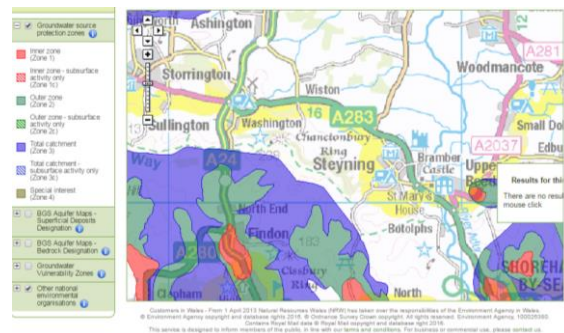 Groundwater source
protection zones
Inner zone
(Zone 1)
Inner zone - subsurface
activity only
(Zone 1c)
Outer zone
(Zone 2)
Outer zone - subsurface
activity only
(Zone 2c)
Total catchment
(Zone 3)
Total catchment
- subsurface activity only
(Zone 3c)
Special interest
(Zone 4)
BGS Aquifer Maps -
Superficial Deposits
Designation
BGS Aquifer Maps -
Bedrock Designation
Groundwater
Vulnerability Zones
Other national
environmental
organisations
Ashington
A281
Woodmancote
Storrington
Wiston
16
A283
Small Do
Sullington
Washington
Chanctonbury
Ring
A2037
Edbu
Steyning
Bramber
Castle
Upper
Bee
Way
A24
St Mary's
House
Results for thi
There are no resu
mouse click
North End
Botolphs
Findon
183
A280
Cissbury
Ring
North
SHOREHA
BY-SE
Clapham
Customers in Wales - From 1 April 2013 Natural Resources Wales (NRW) has taken over the responsibilities of the Environment Agency in Wales.
© Environment Agency copyright and database rights 2016. © Ordnance Survey Crown copyright. All rights reserved. Environment Agency, 100026380.
Contains Royal Mail data © Royal Mail copyright and database right 2016.
This service is designed to inform members of the public, in line with our terms and conditions. For business or commercial use, please contact us.